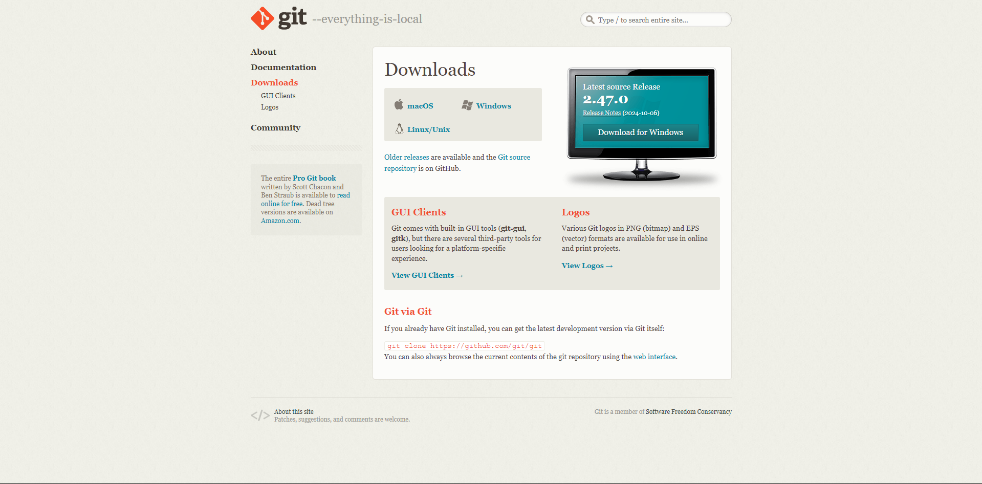 git --everything-is-local
Type / to search entire site...
About
Documentation
Downloads
GUI Clients
Logos
Community
The entire Pro Git book
written by Scott Chacon and
Ben Straub is available to read
online for free. Dead tree
versions are available on
Amazon.com.
Downloads
macOS
Windows
Linux/Unix
Older releases are available and the Git source
repository is on GitHub.
Latest source Release
2.47.0
Release Notes (2024-10-06)
Download for Windows
GUI Clients
Git comes with built-in GUI tools (git-gui,
gitk), but there are several third-party tools for
users looking for a platform-specific
experience.
View GUI Clients →
Logos
Various Git logos in PNG (bitmap) and EPS
(vector) formats are available for use in online
and print projects.
View Logos →
Git via Git
If you already have Git installed, you can get the latest development version via Git itself:
git clone https://github.com/git/git
You can also always browse the current contents of the git repository using the web interface.
</> About this site
Patches, suggestions, and comments are welcome.
Git is a member of Software Freedom Conservancy